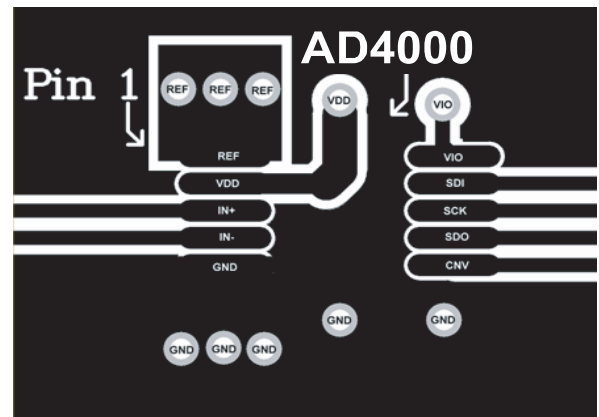 AD4000
Pin 1
REF REF REF
VDD
VIO
REF
VDD
IN+
IN-
GND
VIO
SDI
SCK
SDO
CNV
GND
GND
GND GND GND